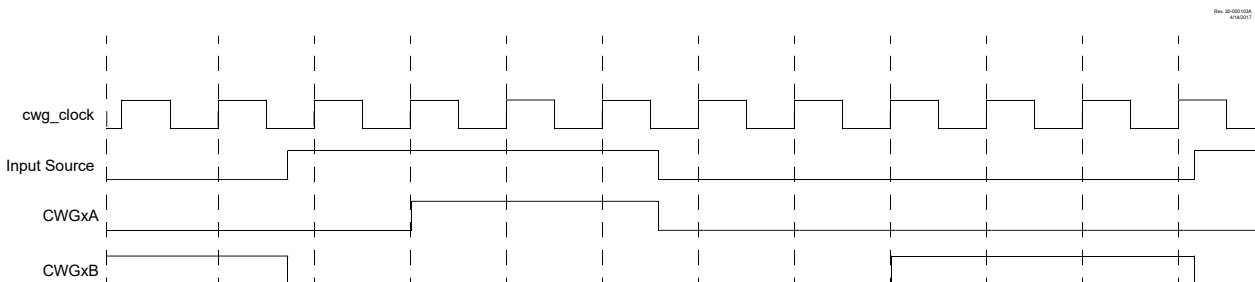 Rev. 30-000103A
4/14/2017
cwg_clock
Input Source
CWGxA
CWGxB